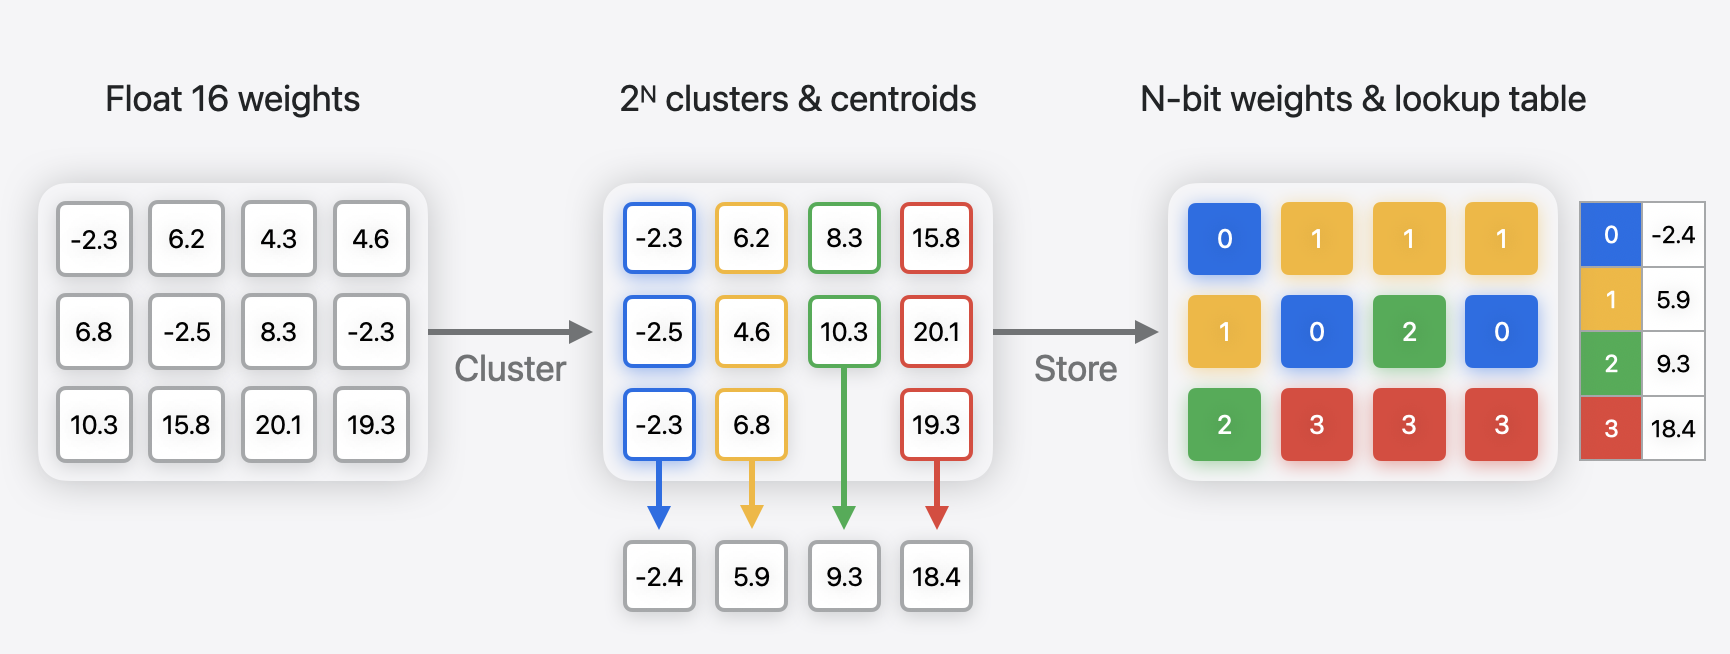 Float 16 weights
2ᴺ clusters & centroids
N-bit weights & lookup table
-2.3 6.2 4.3 4.6
6.8 -2.5 8.3 -2.3
10.3 15.8 20.1 19.3
Cluster
-2.3 6.2 8.3 15.8
-2.5 4.6 10.3 20.1
-2.3 6.8 19.3
-2.4 5.9 9.3 18.4
Store
0 1 1 1
1 0 2 0
2 3 3 3
0 -2.4
1 5.9
2 9.3
3 18.4